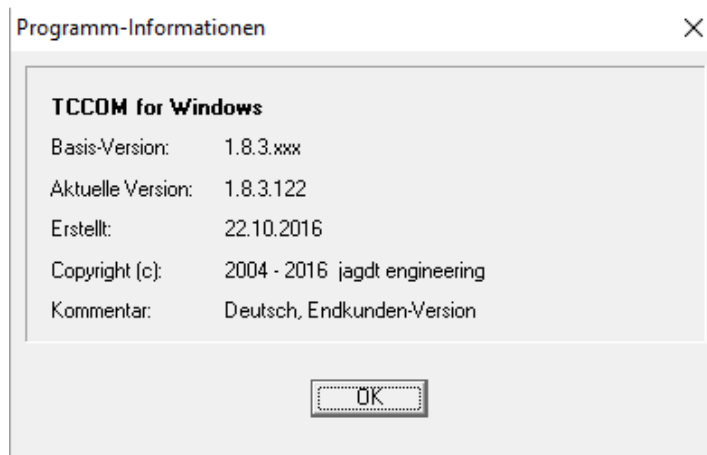 Programm-Informationen
TCCOM for Windows
Basis-Version: 1.8.3.xxx
Aktuelle Version: 1.8.3.122
Erstellt: 22.10.2016
Copyright (c): 2004 - 2016 jagdt engineering
Kommentar: Deutsch, Endkunden-Version
OK